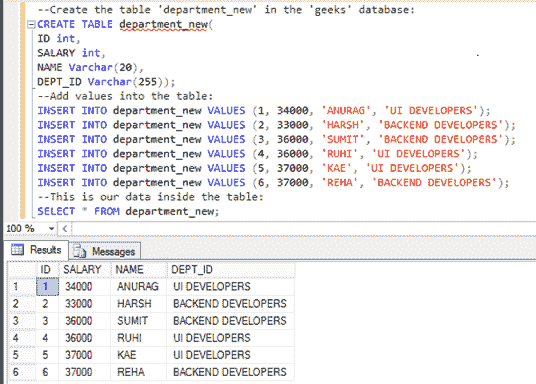 --Create the table 'department_new' in the 'geeks' database:
CREATE TABLE department_new(
ID int,
SALARY int,
NAME Varchar(20),
DEPT_ID Varchar(255));
--Add values into the table:
INSERT INTO department_new VALUES (1, 34000, 'ANURAG', 'UI DEVELOPERS');
INSERT INTO department_new VALUES (2, 33000, 'HARSH', 'BACKEND DEVELOPERS');
INSERT INTO department_new VALUES (3, 36000, 'SUMIT', 'BACKEND DEVELOPERS');
INSERT INTO department_new VALUES (4, 36000, 'RUHI', 'UI DEVELOPERS');
INSERT INTO department_new VALUES (5, 37000, 'KAE', 'UI DEVELOPERS');
INSERT INTO department_new VALUES (6, 37000, 'REHA', 'BACKEND DEVELOPERS');
--This is our data inside the table:
SELECT * FROM department_new;
100 %
Results Messages
ID SALARY NAME DEPT_ID
1 1 34000 ANURAG UI DEVELOPERS
2 2 33000 HARSH BACKEND DEVELOPERS
3 3 36000 SUMIT BACKEND DEVELOPERS
4 4 36000 RUHI UI DEVELOPERS
5 5 37000 KAE UI DEVELOPERS
6 6 37000 REHA BACKEND DEVELOPERS